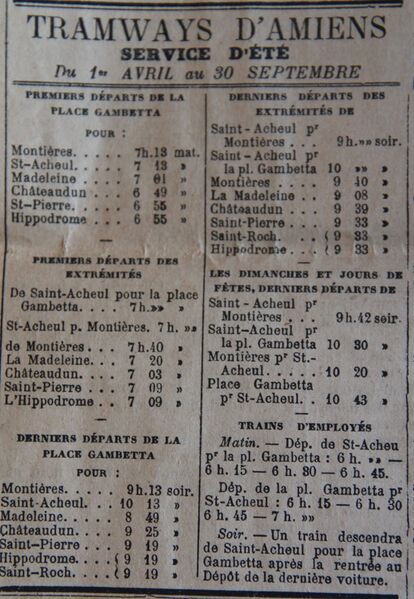 TRAMWAYS D'AMIENS
SERVICE D'ÉTÉ
Du 1er AVRIL au 30 SEPTEMBRE
PREMIERS DÉPARTS DE LA
PLACE GAMBETTA
POUR :
Montières. . . . . 7h.13 mat.
St-Acheul. . . . . 7 13 »
Madeleine . . . . 7 01 »
Châteaudun . . . 6 49 »
St-Pierre. . . . . 6 55 »
Hippodrome . . . 6 55 »
PREMIERS DÉPARTS DES
EXTRÉMITÉS
De Saint-Acheul pour la place
Gambetta. . . . 7h.»» »
St-Acheul p. Montières. 7 h. »»
de Montières . . . 7h.40 »
La Madeleine . . . 7 20 »
Châteaudun. . . . 7 03 »
Saint-Pierre . . . 7 09 »
L'Hippodrome . . . 7 09 »
DERNIERS DÉPARTS DE LA
PLACE GAMBETTA
POUR :
Montières. . . . . 9h.13 soir.
Saint-Acheul. . . 10 13 »
Madeleine. . . . . 8 49 »
Châteaudun. . . . 9 25 »
Saint-Pierre . . . 9 19 »
Hippodrome. . . { 9 19 »
Saint-Roch. . . . { 9 19 »
DERNIERS DÉPARTS DES
EXTRÉMITÉS DE
Saint-Acheul pr
Montières . . . 9h.»» soir.
Saint-Acheul pr
la pl. Gambetta 10 »» »
Montières . . . . 9 40 »
La Madeleine . . 9 08 »
Châteaudun . . . 9 39 »
Saint-Pierre . . . 9 33 »
Saint-Roch. . . . { 9 33 »
Hippodrome. . . { 9 33 »
LES DIMANCHES ET JOURS DE
FÊTES, DERNIERS DÉPARTS DE
Saint-Acheul pr
Montières . . . 9h.42 soir.
Saint-Acheul pr
la pl. Gambetta 10 30 »
Montières pr St.-
Acheul. . . . . 10 20 »
Place Gambetta
pr St-Acheul. . 10 43 »
TRAINS D'EMPLOYÉS
Matin. — Dép. de St-Acheu
pr la pl. Gambetta : 6 h. »» —
6 h. 15 — 6 h. 30 — 6 h. 45.
Dép. de la pl. Gambetta pr
St-Acheul : 6 h. 15 — 6 h. 30
6 h. 45 — 7 h. »»
Soir. — Un train descendra
de Saint-Acheul pour la place
Gambetta après la rentrée au
Dépôt de la dernière voiture.